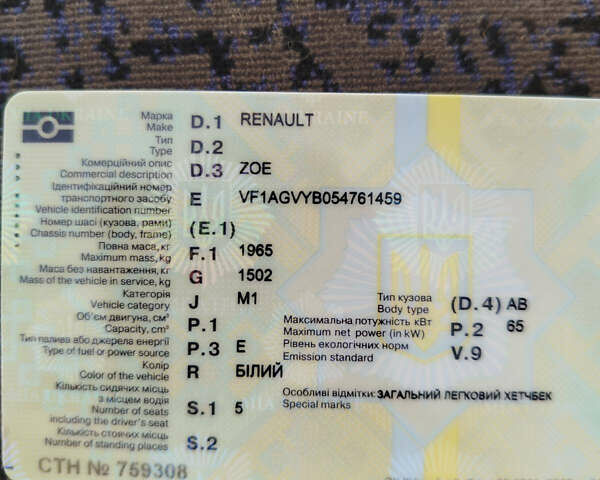 Марка
Make D.1 RENAULT
Тип
Type D.2
Комерційний опис
Commercial description D.3 ZOE
Ідентифікаційний номер
транспортного засобу E VF1AGVYB054761459
Vehicle identification number
Номер шасі (кузова, рами)
Chassis number (body, frame) (E.1)
Повна маса, кг
Maximum mass, kg F.1 1965
Маса без навантаження, кг
Mass of the vehicle in service, kg G 1502
Категорія
Vehicle category J M1
Тип кузова
Body type (D.4) AB
Об'єм двигуна, см³
Capacity, cm³ P.1
Максимальна потужність кВт
Maximum net power (in kW) P.2 65
Тип палива або джерела енергії
Type of fuel or power source P.3 E
Рівень екологічних норм
Emission standard V.9
Колір
Color of the vehicle R БІЛИЙ
Кількість сидячих місць
з місцем водія
Number of seats S.1 5
including the driver's seat
Особливі відмітки: ЗАГАЛЬНИЙ ЛЕГКОВИЙ ХЕТЧБЕК
Special marks
Кількість стоячих місць
Number of standing places S.2
СТН № 759308